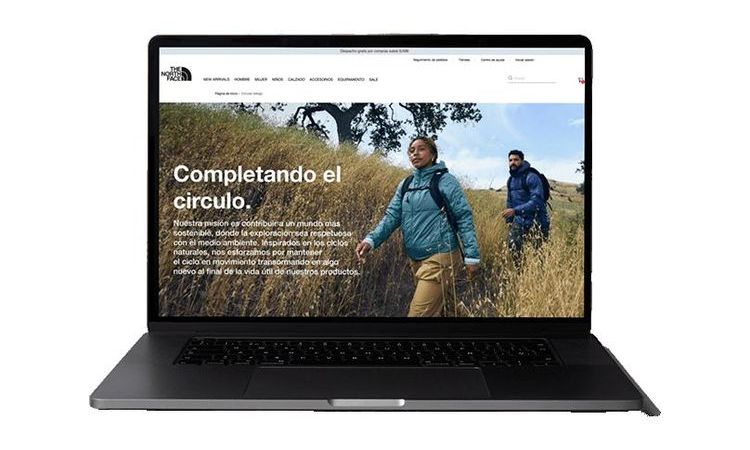 Despacho gratis por compras sobre
Seguimiento de pedidos Tiendas Centro de ayuda Iniciar sesión
THE
NORTH
FACE
NEW ARRIVALS HOMBRE MUJER NIÑOS CALZADO ACCESORIOS EQUIPAMIENTO SALE
Página de inicio / Circular design
Completando el
circulo.
Nuestra misión es contribuir a un mundo más
sostenible, donde la exploración sea respetuosa
con el medio ambiente. Inspirados en los ciclos
naturales, nos esforzamos por mantener
el ciclo en movimiento transormando en algo
nuevo al final de la vida útil de nuestros productos.